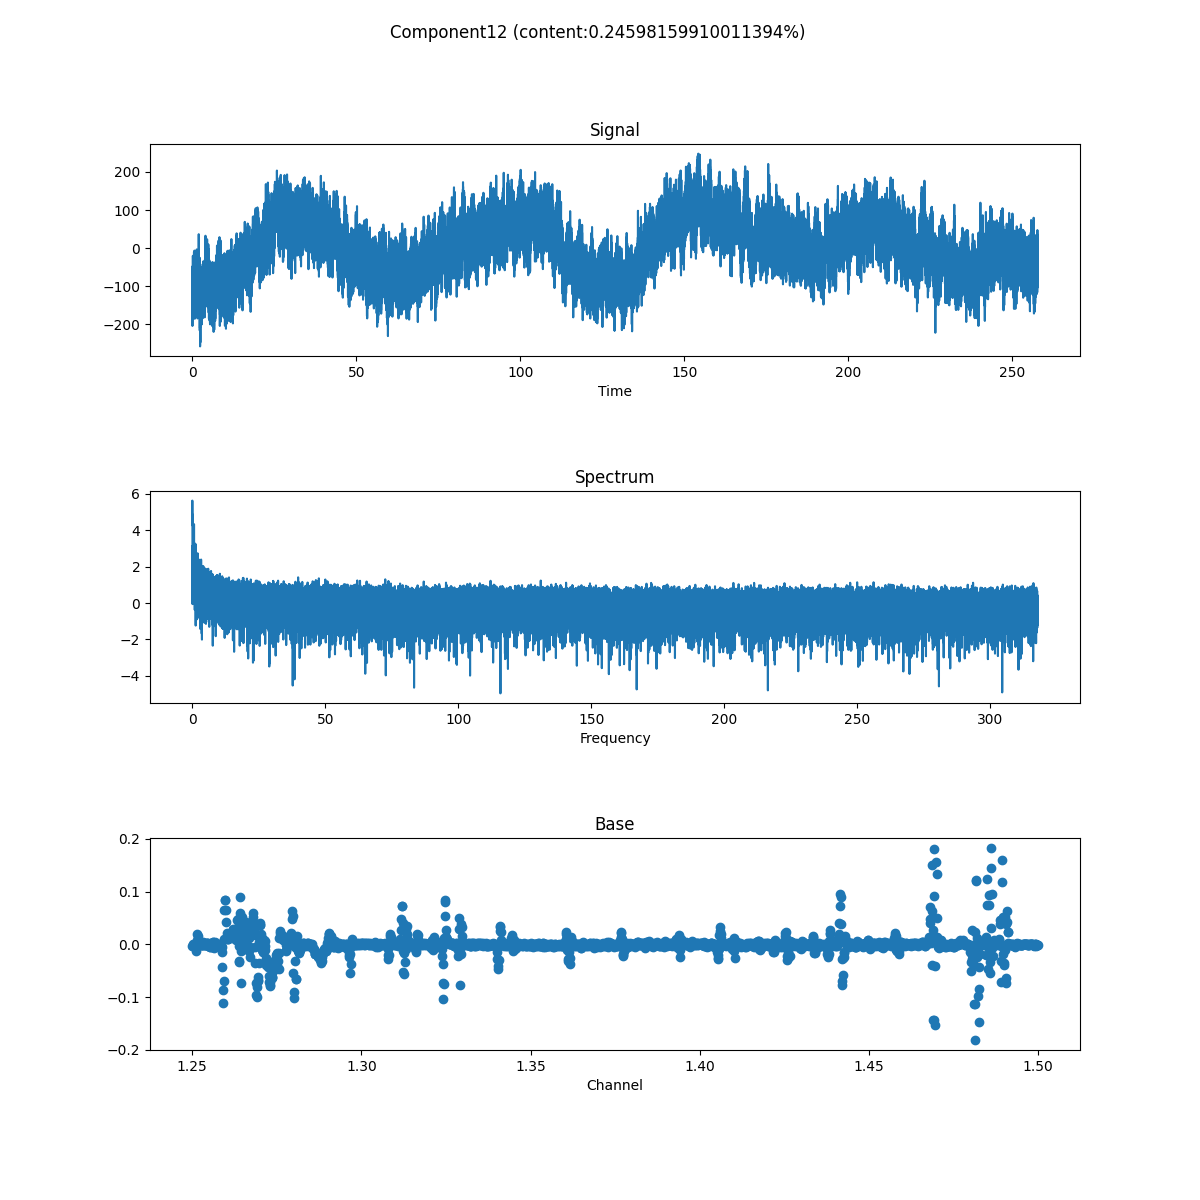 Component12 (content:0.24598159910011394%)
Signal
200
100
0
−100
−200
0 50 100 150 200 250
Time
Spectrum
6
4
2
0
−2
−4
0 50 100 150 200 250 300
Frequency
Base
0.2
0.1
0.0
−0.1
−0.2
1.25 1.30 1.35 1.40 1.45 1.50
Channel